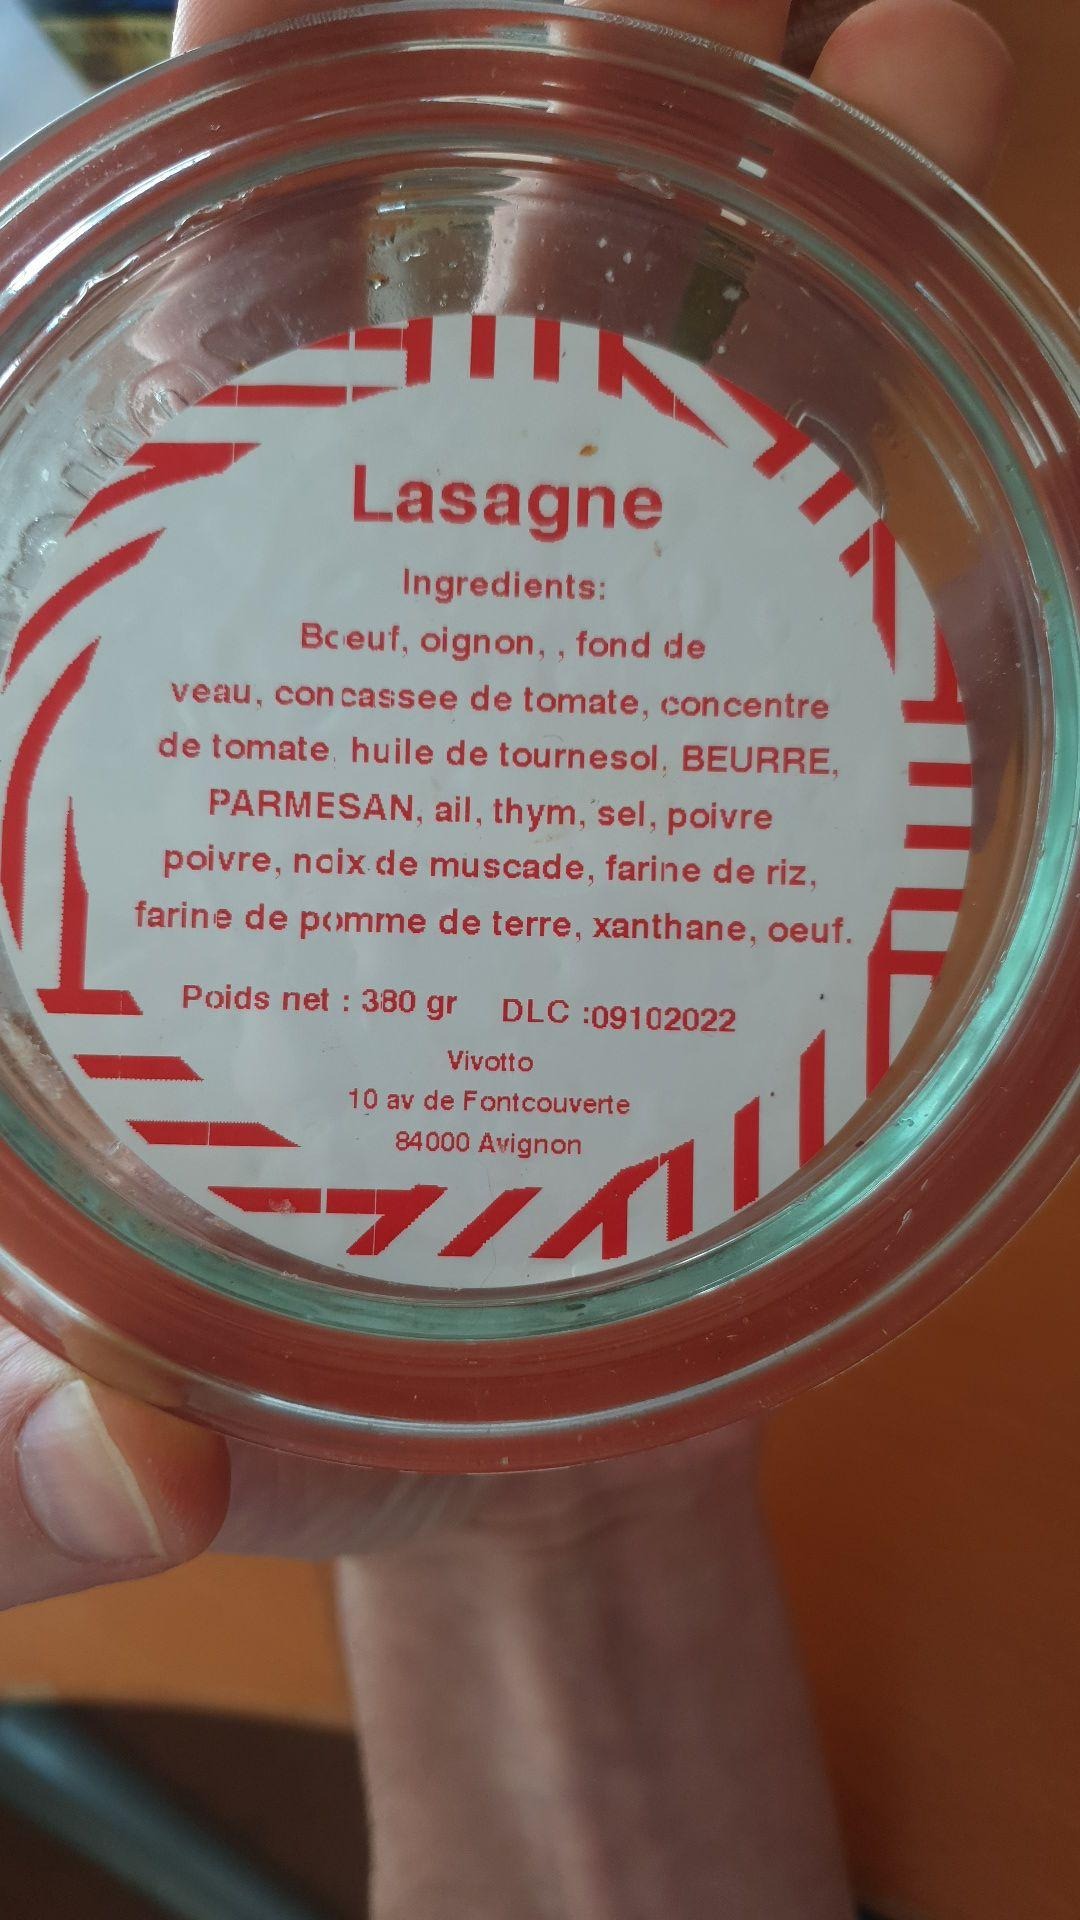 Lasagne
Ingredients:
Bœuf, oignon, , fond de
veau, concassee de tomate, concentre
de tomate, huile de tournesol, BEURRE,
PARMESAN, ail, thym, sel, poivre
poivre, noix de muscade, farine de riz,
farine de pomme de terre, xanthane, oeuf.
Poids net : 380 gr DLC :09102022
Vivotto
10 av de Fontcouverte
84000 Avignon